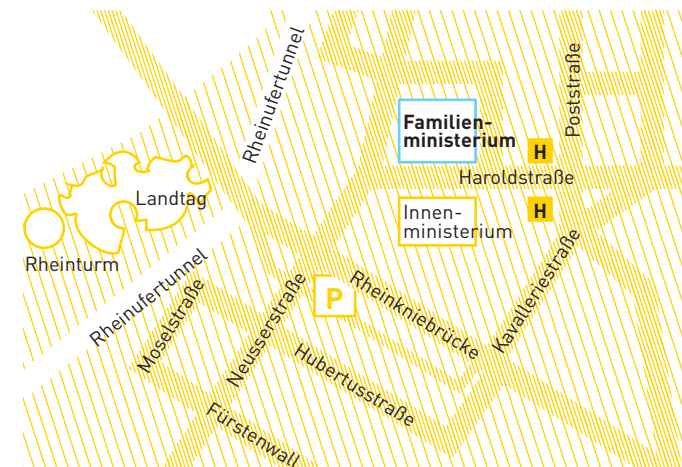 Rheinufertunnel
Poststraße
Familien-
ministerium
H
Haroldstraße
Landtag
Innen-
ministerium
H
Rheinturm
Rheinufertunnel
Moselstraße
Neusserstraße
P
Rheinkniebrücke
Kavalleriestraße
Hubertusstraße
Fürstenwall